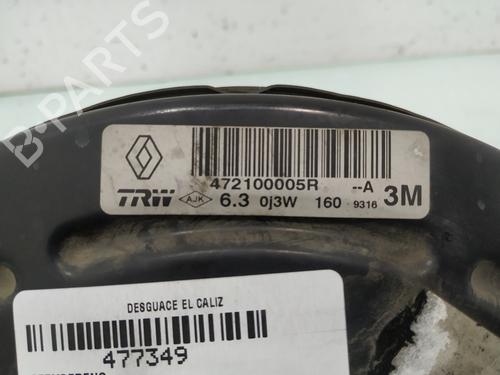 B-PARTS
472100005R --A
TRW AJK 6.3 0j3W 160 9316 3M
DESGUACE EL CALIZ
477349